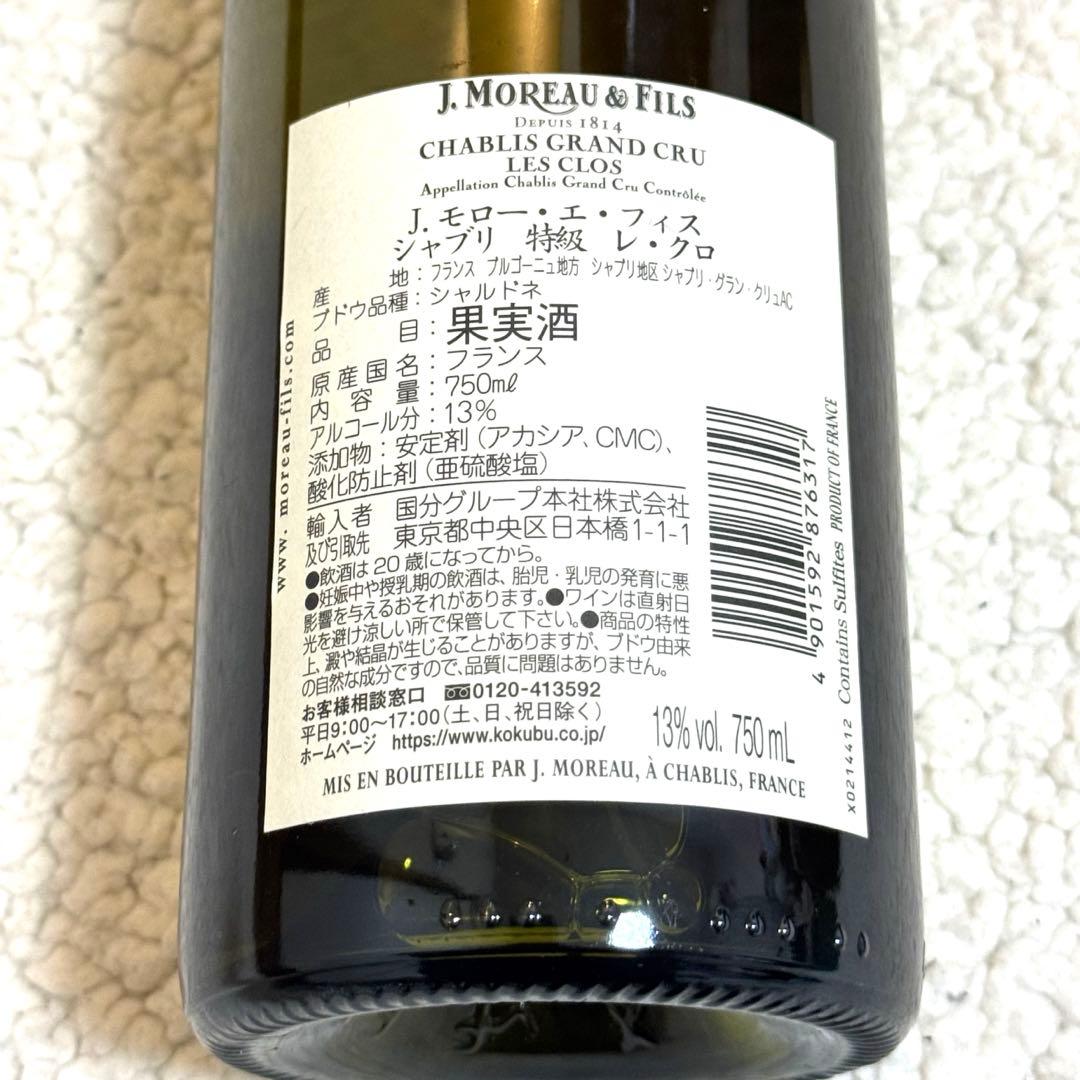 J. MOREAU & FILS
DEPUIS 1814
CHABLIS GRAND CRU
LES CLOS
Appellation Chablis Grand Cru Contrôlée
J. モロー・エ・フィス
シャブリ 特級 レ・クロ
産地：フランス ブルゴーニュ地方 シャブリ地区 シャブリ・グラン・クリュAC
ブドウ品種：シャルドネ
品目：果実酒
原産国名：フランス
内容量：750mℓ
アルコール分：13%
添加物：安定剤（アカシア、CMC）、
酸化防止剤（亜硫酸塩）
輸入者 国分グループ本社株式会社
及び引取先 東京都中央区日本橋1-1-1
●飲酒は20歳になってから。
●妊娠中や授乳期の飲酒は、胎児・乳児の発育に悪
影響を与えるおそれがあります。●ワインは直射日
光を避け涼しい所で保管して下さい。●商品の特性
上、澱や結晶が生じることがありますが、ブドウ由来
の自然な成分ですので、品質に問題はありません。
お客様相談窓口 0120-413592
平日9:00～17:00（土、日、祝日除く）
ホームページ https://www.kokubu.co.jp/
13% vol. 750 mL
MIS EN BOUTEILLE PAR J. MOREAU, À CHABLIS, FRANCE
www. moreau-fils.com
4 901592 876317
Contains Sulfites PRODUCT OF FRANCE
X0214412